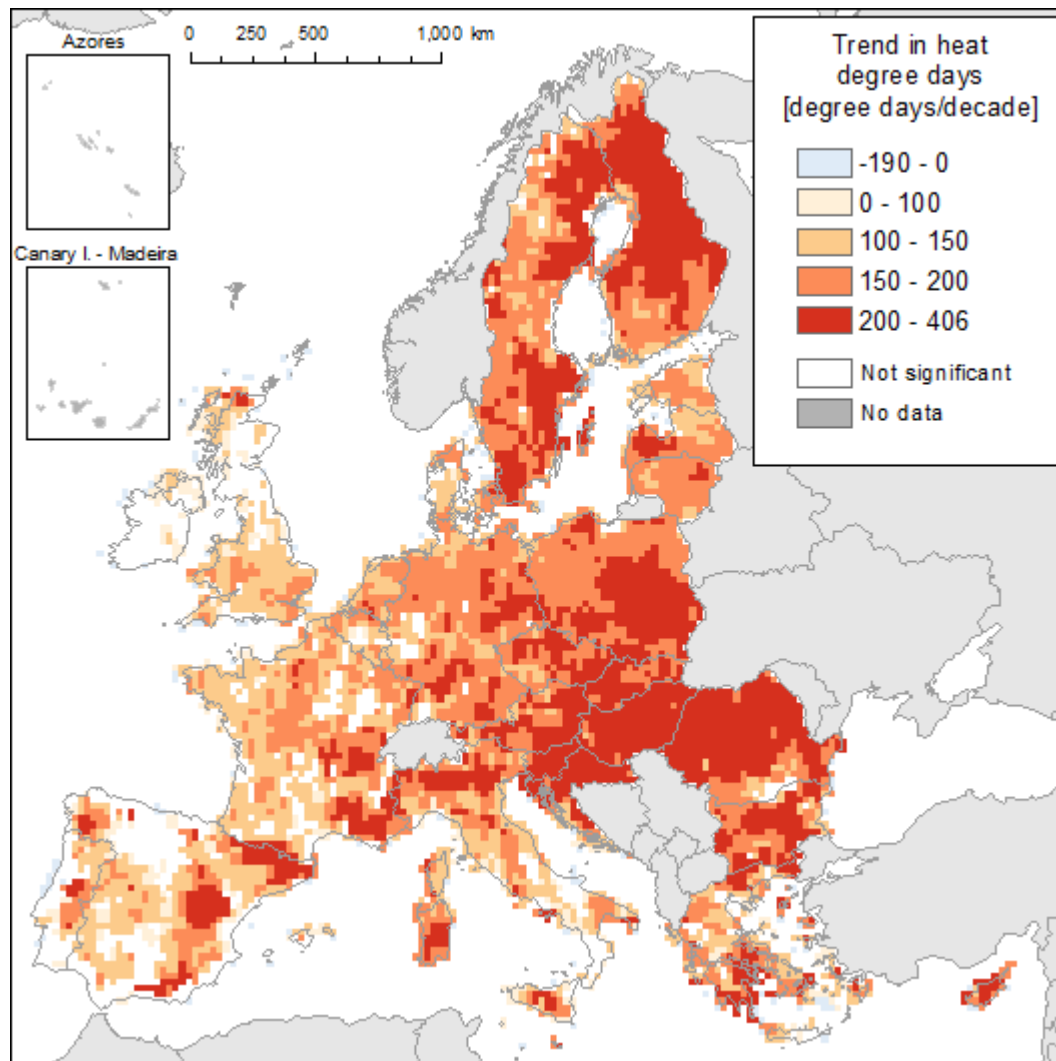 Azores
0 250 500 1,000 km
Canary I. - Madeira
Trend in heat
degree days
[degree days/decade]
-190 - 0
0 - 100
100 - 150
150 - 200
200 - 406
Not significant
No data